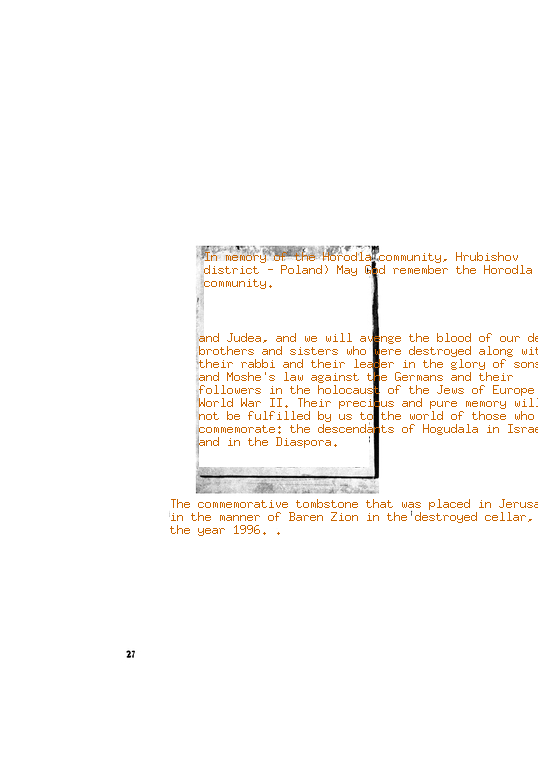 In memory of the Horodla community, Hrubishov
district - Poland) May God remember the Horodla
community.
and Judea, and we will avenge the blood of our de
brothers and sisters who were destroyed along wit
their rabbi and their leader in the glory of sons
and Moshe's law against the Germans and their
followers in the holocaust of the Jews of Europe
World War II. Their precious and pure memory will
not be fulfilled by us to the world of those who
commemorate: the descendants of Hogudala in Israe
and in the Diaspora.
The commemorative tombstone that was placed in Jerusa
in the manner of Baren Zion in the destroyed cellar,
the year 1996. .
27